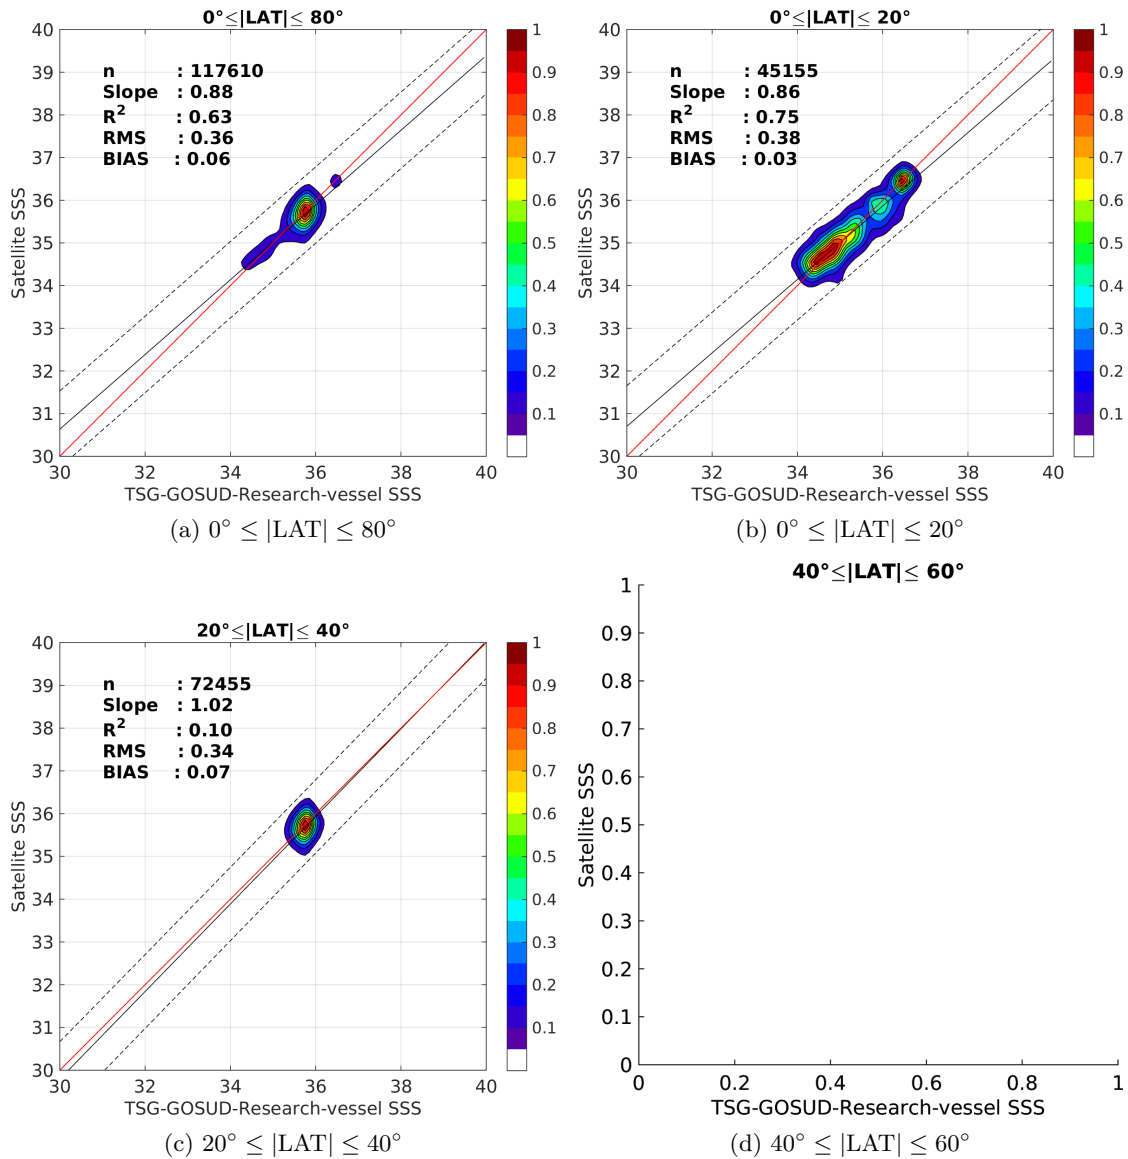 0°≤|LAT|≤ 80°
n : 117610
Slope : 0.88
R2 : 0.63
RMS : 0.36
BIAS : 0.06
Satellite SSS
40
39
38
37
36
35
34
33
32
31
30
30 32 34 36 38 40
TSG-GOSUD-Research-vessel SSS
1
0.9
0.8
0.7
0.6
0.5
0.4
0.3
0.2
0.1
(a) 0° ≤ |LAT| ≤ 80°
0°≤|LAT|≤ 20°
n : 45155
Slope : 0.86
R2 : 0.75
RMS : 0.38
BIAS : 0.03
Satellite SSS
40
39
38
37
36
35
34
33
32
31
30
30 32 34 36 38 40
TSG-GOSUD-Research-vessel SSS
1
0.9
0.8
0.7
0.6
0.5
0.4
0.3
0.2
0.1
(b) 0° ≤ |LAT| ≤ 20°
20°≤|LAT|≤ 40°
n : 72455
Slope : 1.02
R2 : 0.10
RMS : 0.34
BIAS : 0.07
Satellite SSS
40
39
38
37
36
35
34
33
32
31
30
30 32 34 36 38 40
TSG-GOSUD-Research-vessel SSS
1
0.9
0.8
0.7
0.6
0.5
0.4
0.3
0.2
0.1
(c) 20° ≤ |LAT| ≤ 40°
40°≤|LAT|≤ 60°
Satellite SSS
1
0.9
0.8
0.7
0.6
0.5
0.4
0.3
0.2
0.1
0
0 0.2 0.4 0.6 0.8 1
TSG-GOSUD-Research-vessel SSS
(d) 40° ≤ |LAT| ≤ 60°